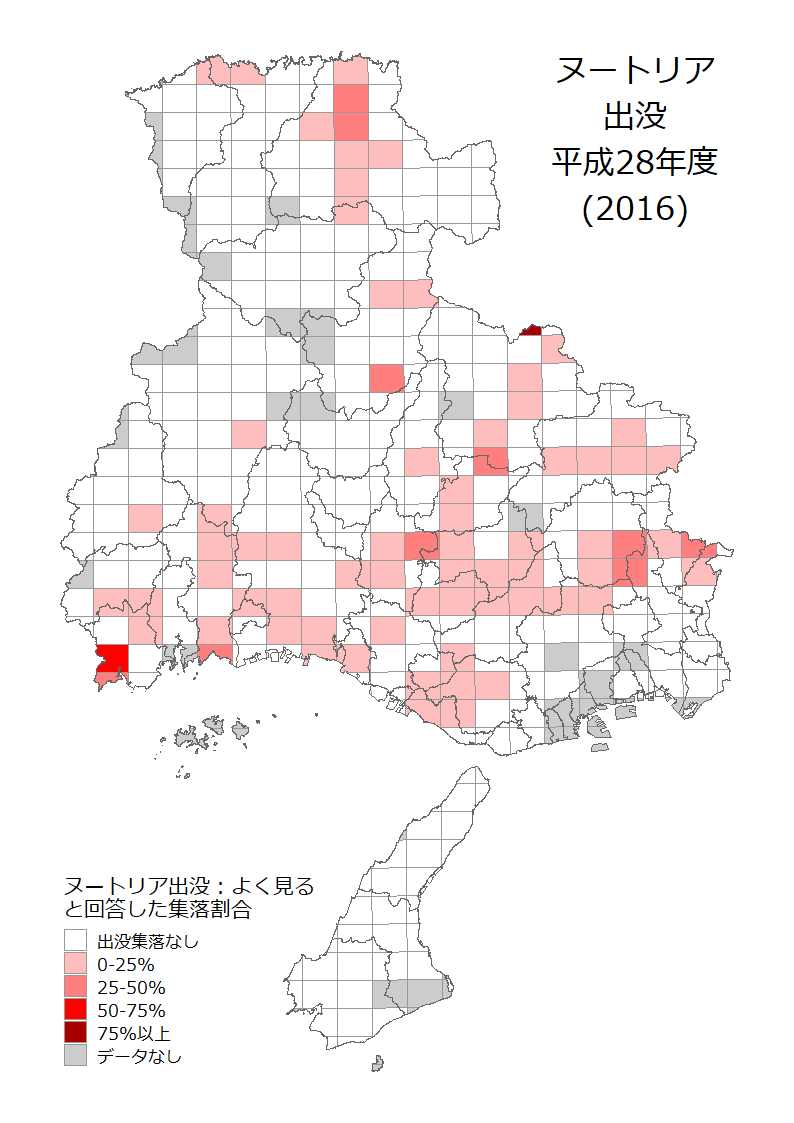 ヌートリア
出没
平成28年度
(2016)
ヌートリア出没：よく見る
と回答した集落割合
出没集落なし
0-25%
25-50%
50-75%
75%以上
データなし